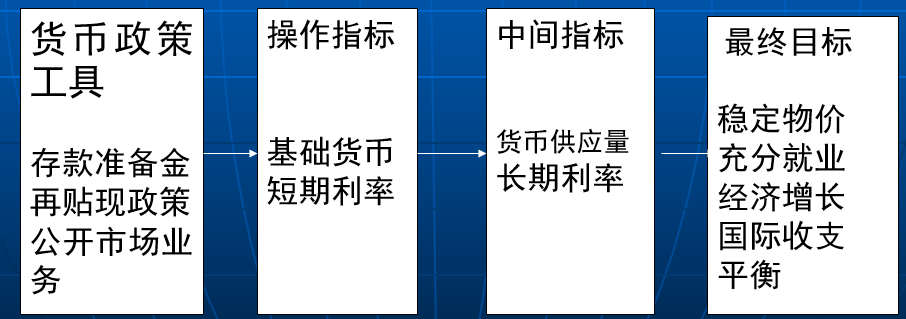 货币政策
工具
存款准备金
再贴现政策
公开市场业
务
操作指标
基础货币
短期利率
中间指标
货币供应量
长期利率
最终目标
稳定物价
充分就业
经济增长
国际收支
平衡